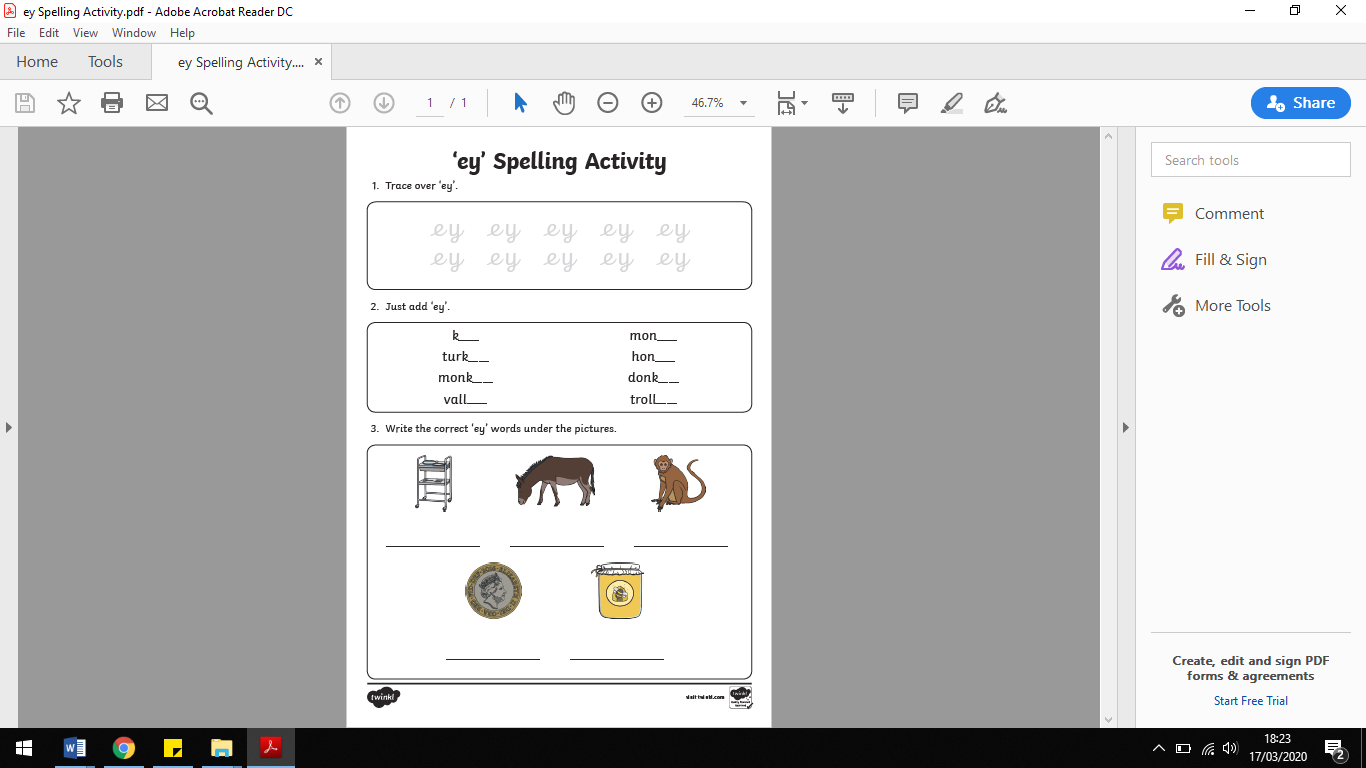 ey Spelling Activity.pdf - Adobe Acrobat Reader DC
File Edit View Window Help
Home Tools ey Spelling Activity....
1 / 1 46.7% Share
Search tools
Comment
Fill & Sign
More Tools
Create, edit and sign PDF
forms & agreements
Start Free Trial
‘ey’ Spelling Activity
1. Trace over ‘ey’.
ey ey ey ey ey
ey ey ey ey ey
2. Just add ‘ey’.
k___ mon___
turk___ hon___
monk___ donk___
vall___ troll___
3. Write the correct ‘ey’ words under the pictures.
twinkl visit twinkl.com twinkl
18:23
17/03/2020
2